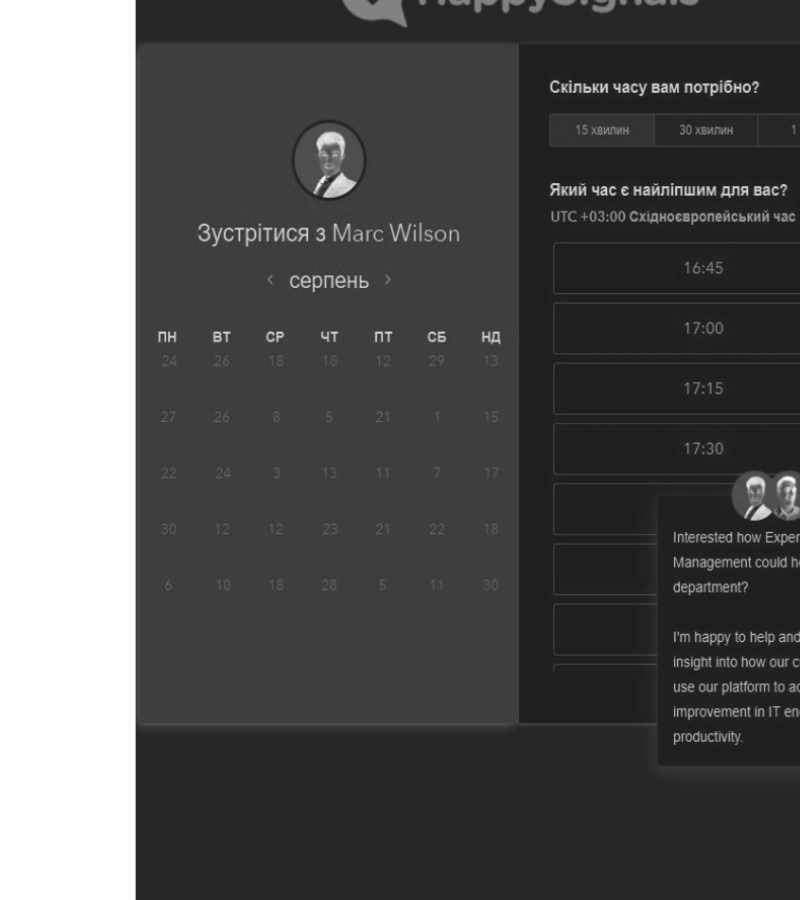 HappySignals
Зустрітися з Marc Wilson
‹ серпень ›
ПН ВТ СР ЧТ ПТ СБ НД
24 26 18 18 12 29 13
27 26 8 5 21 1 15
22 24 3 13 11 7 17
30 12 12 23 21 22 18
6 10 18 28 5 11 30
Скільки часу вам потрібно?
15 хвилин 30 хвилин 1
Який час є найліпшим для вас?
UTC +03:00 Східноєвропейський час
16:45
17:00
17:15
17:30
Interested how Exper
Management could he
department?
I'm happy to help and
insight into how our c
use our platform to ac
improvement in IT en
productivity.